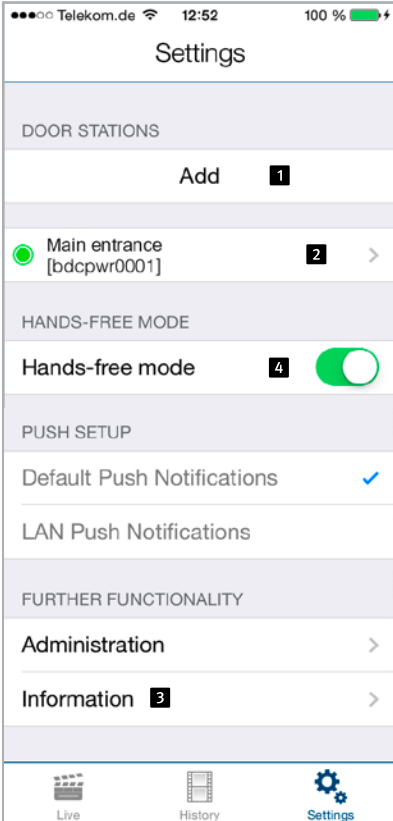 Telekom.de 12:52 100 %
Settings
DOOR STATIONS
Add 1
Main entrance 2
[bdcpwr0001]
HANDS-FREE MODE
Hands-free mode 4
PUSH SETUP
Default Push Notifications
LAN Push Notifications
FURTHER FUNCTIONALITY
Administration
Information 3
Live History Settings